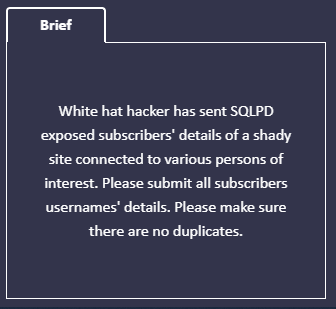 Brief
White hat hacker has sent SQLPD
exposed subscribers' details of a shady
site connected to various persons of
interest. Please submit all subscribers
usernames' details. Please make sure
there are no duplicates.